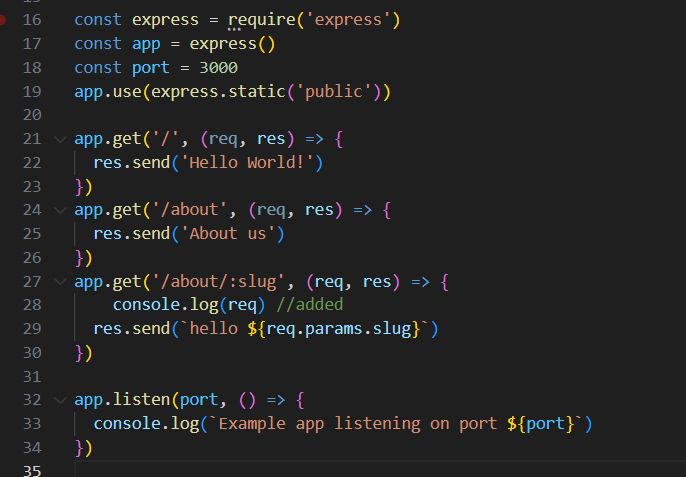 16 const express = require('express')
17 const app = express()
18 const port = 3000
19 app.use(express.static('public'))
20
21 app.get('/', (req, res) => {
22   res.send('Hello World!')
23 })
24 app.get('/about', (req, res) => {
25   res.send('About us')
26 })
27 app.get('/about/:slug', (req, res) => {
28     console.log(req) //added
29   res.send(`hello ${req.params.slug}`)
30 })
31
32 app.listen(port, () => {
33   console.log(`Example app listening on port ${port}`)
34 })
35